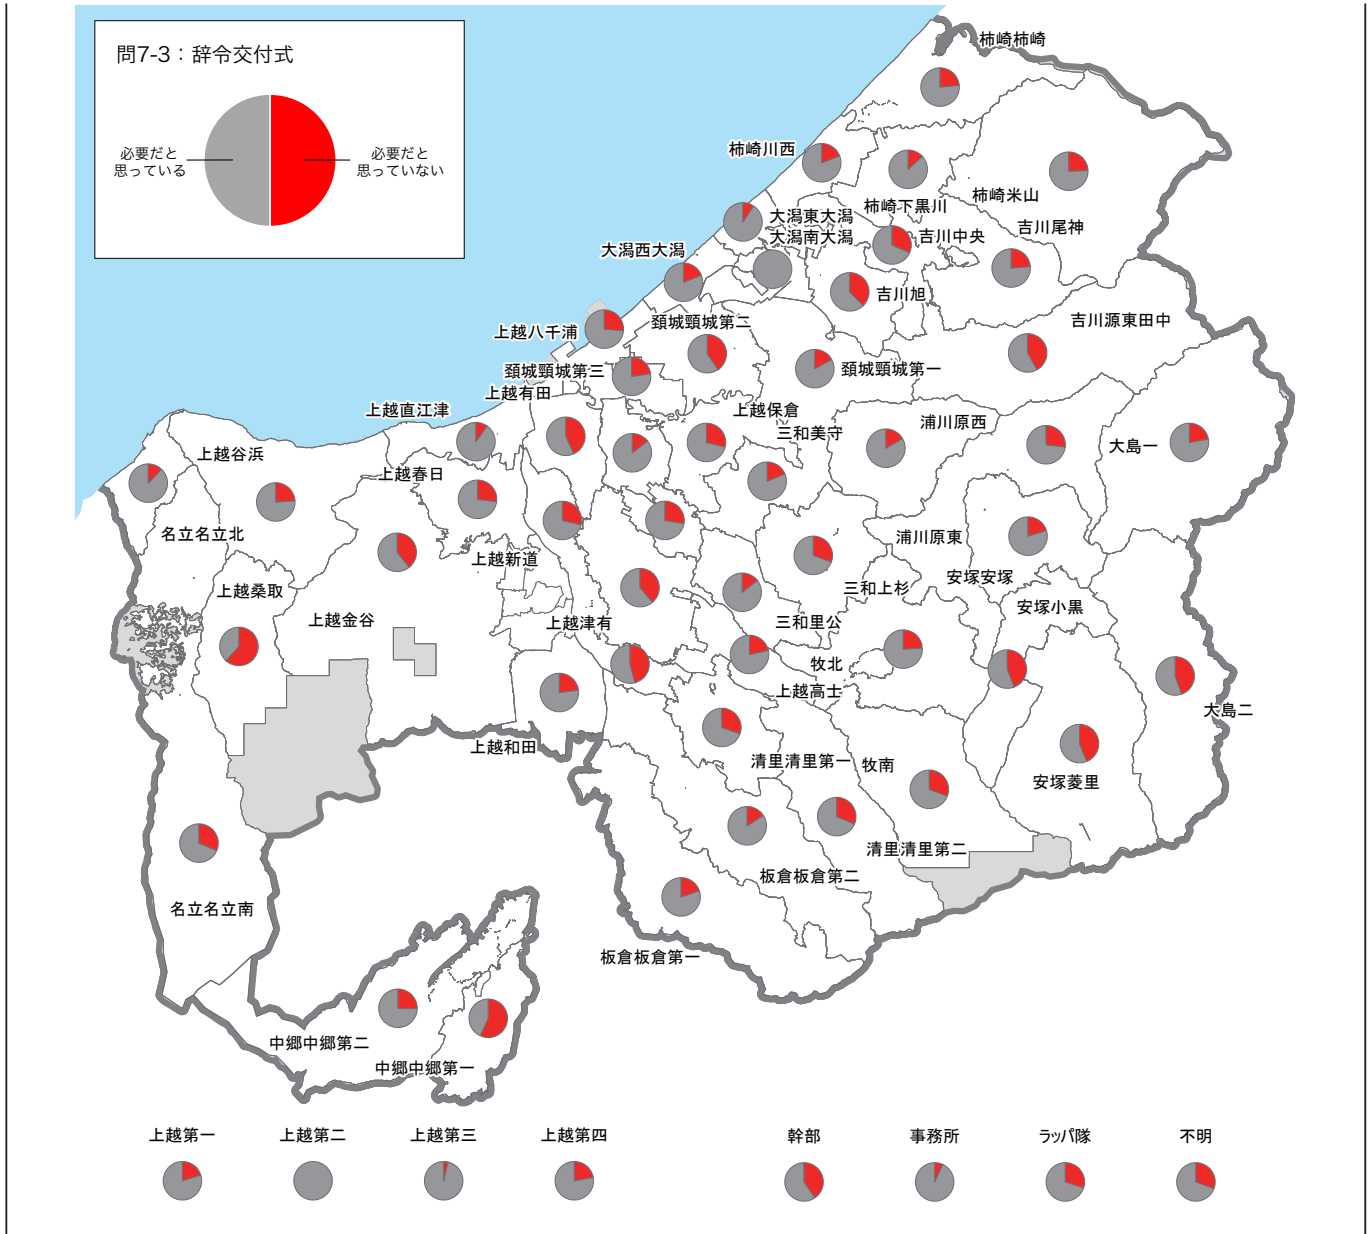 問7-3：辞令交付式
必要だと
思っている
必要だと
思っていない
柿崎柿崎
柿崎川西
柿崎米山
柿崎下黒川
大潟東大潟
吉川尾神
吉川中央
大潟南大潟
大潟西大潟
吉川旭
吉川源東田中
頚城頸城第二
上越八千浦
頚城頸城第三
頚城頸城第一
上越有田
上越直江津
上越保倉
浦川原西
三和美守
大島一
上越谷浜
上越春日
名立名立北
浦川原東
上越新道
安塚安塚
三和上杉
上越桑取
安塚小黒
上越金谷
上越津有
三和里公
牧北
上越高士
大島二
上越和田
清里清里第一
牧南
安塚菱里
清里清里第二
板倉板倉第二
名立名立南
板倉板倉第一
中郷中郷第二
中郷中郷第一
上越第一
上越第二
上越第三
上越第四
幹部
事務所
ラッパ隊
不明